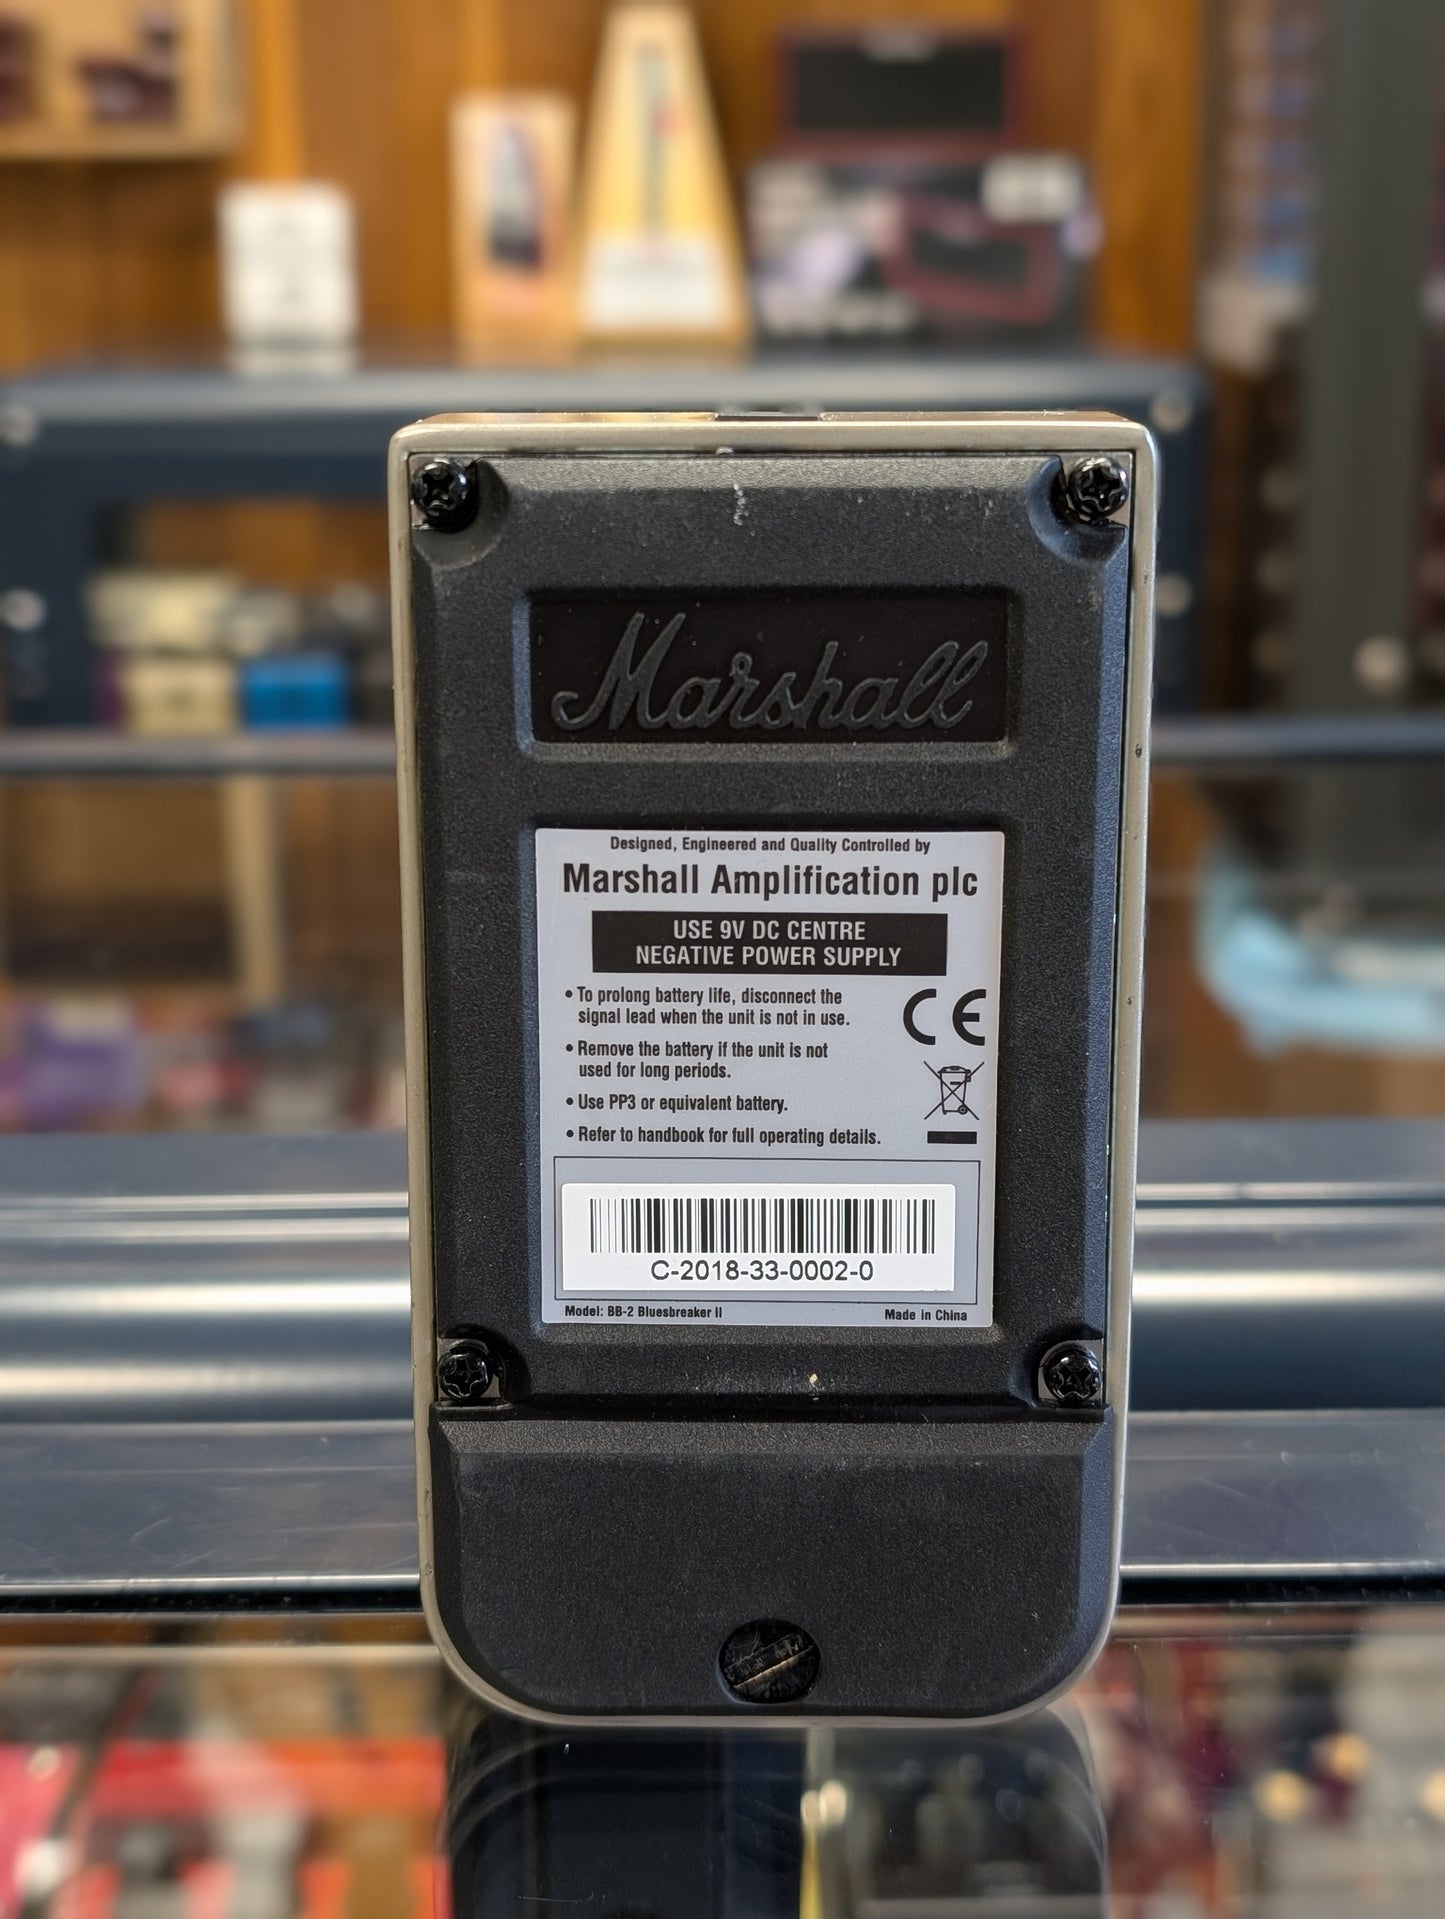 Marshall
Designed, Engineered and Quality Controlled by
Marshall Amplification plc
USE 9V DC CENTRE
NEGATIVE POWER SUPPLY
• To prolong battery life, disconnect the
signal lead when the unit is not in use.
• Remove the battery if the unit is not
used for long periods.
• Use PP3 or equivalent battery.
• Refer to handbook for full operating details.
CE
C-2018-33-0002-0
Model: BB-2 Bluesbreaker II
Made in China